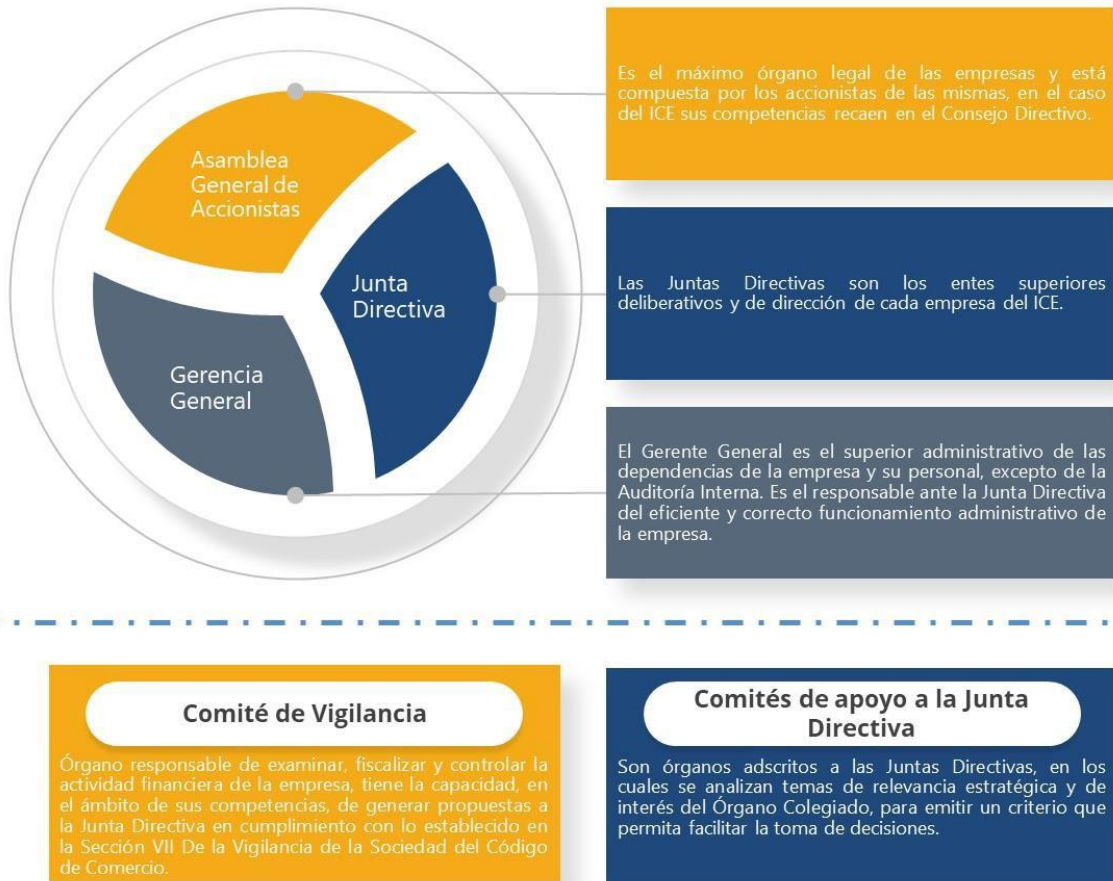 Asamblea
General de
Accionistas
Es el máximo órgano legal de las empresas y está
compuesta por los accionistas de las mismas, en el caso
del ICE sus competencias recaen en el Consejo Directivo.
Junta
Directiva
Las Juntas Directivas son los entes superiores
deliberativos y de dirección de cada empresa del ICE.
Gerencia
General
El Gerente General es el superior administrativo de las
dependencias de la empresa y su personal, excepto de la
Auditoría Interna. Es el responsable ante la Junta Directiva
del eficiente y correcto funcionamiento administrativo de
la empresa.
Comité de Vigilancia
Órgano responsable de examinar, fiscalizar y controlar la
actividad financiera de la empresa, tiene la capacidad, en
el ámbito de sus competencias, de generar propuestas a
la Junta Directiva en cumplimiento con lo establecido en
la Sección VII De la Vigilancia de la Sociedad del Código
de Comercio.
Comités de apoyo a la Junta
Directiva
Son órganos adscritos a las Juntas Directivas, en los
cuales se analizan temas de relevancia estratégica y de
interés del Órgano Colegiado, para emitir un criterio que
permita facilitar la toma de decisiones.